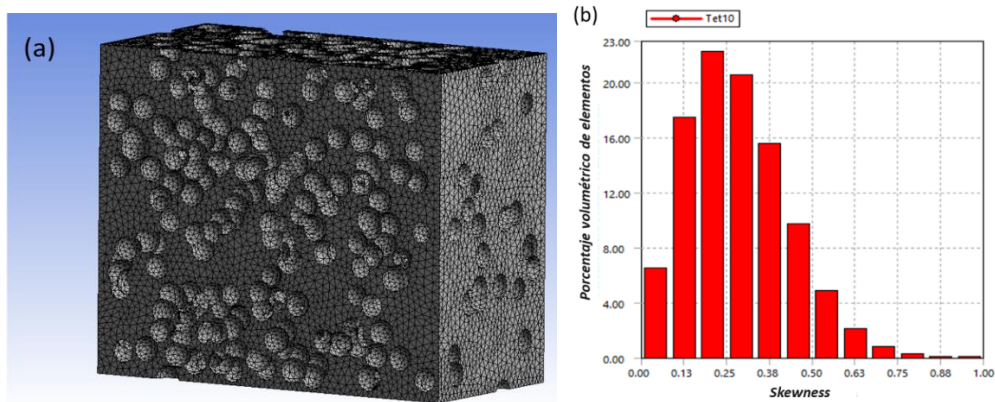 (a)
(b)
Tet10
Porcentaje volumétrico de elementos
23.00
20.00
16.00
12.00
8.00
4.00
0.00
0.00 0.13 0.25 0.38 0.50 0.63 0.75 0.88 1.00
Skewness